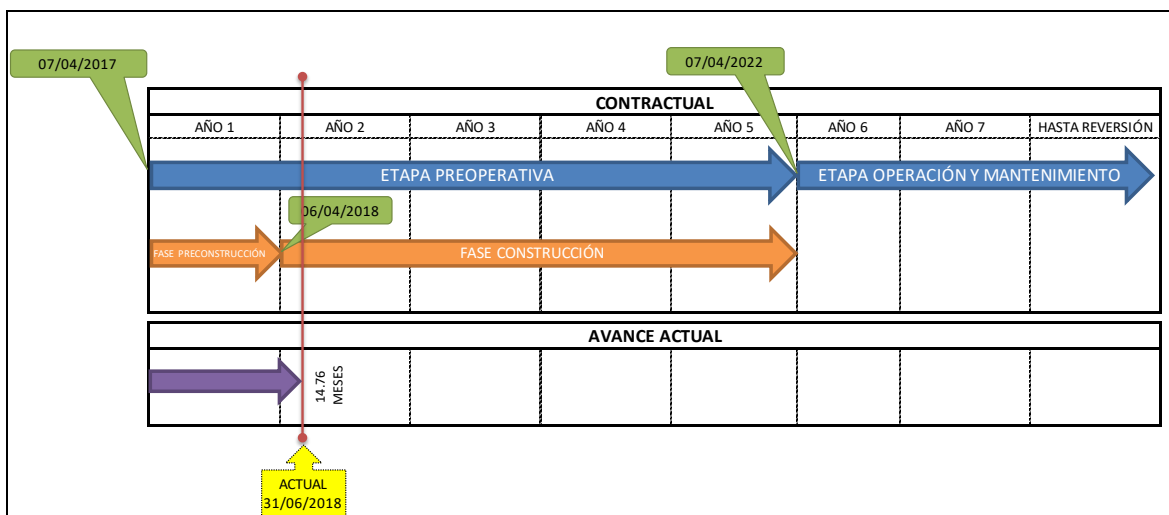 07/04/2017
07/04/2022
CONTRACTUAL
AÑO 1
AÑO 2
AÑO 3
AÑO 4
AÑO 5
AÑO 6
AÑO 7
HASTA REVERSIÓN
ETAPA PREOPERATIVA
ETAPA OPERACIÓN Y MANTENIMIENTO
06/04/2018
FASE PRECONSTRUCCIÓN
FASE CONSTRUCCIÓN
AVANCE ACTUAL
14.76
MESES
ACTUAL
31/06/2018